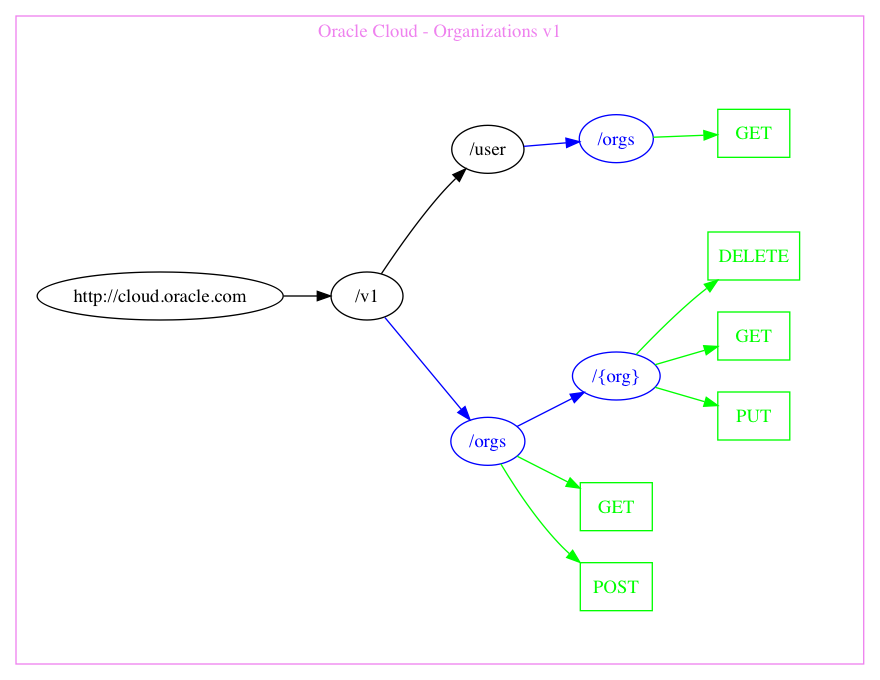 Oracle Cloud - Organizations v1
/user
/orgs
GET
http://cloud.oracle.com
/v1
DELETE
GET
/{org}
PUT
/orgs
GET
POST